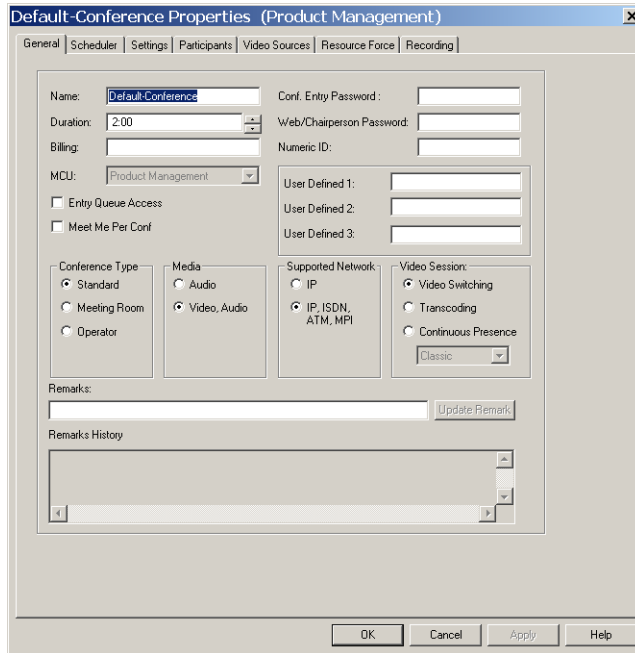 Default-Conference Properties (Product Management)
General Scheduler Settings Participants Video Sources Resource Force Recording
Name: Default-Conference Conf. Entry Password :
Duration: 2:00 Web/Chairperson Password:
Billing: Numeric ID:
MCU: Product Management User Defined 1:
Entry Queue Access User Defined 2:
Meet Me Per Conf User Defined 3:
Conference Type Media Supported Network Video Session:
Standard Audio IP Video Switching
Meeting Room Video, Audio IP, ISDN, Transcoding
ATM, MPI
Operator Continuous Presence
Classic
Remarks:
Update Remark
Remarks History
OK Cancel Apply Help